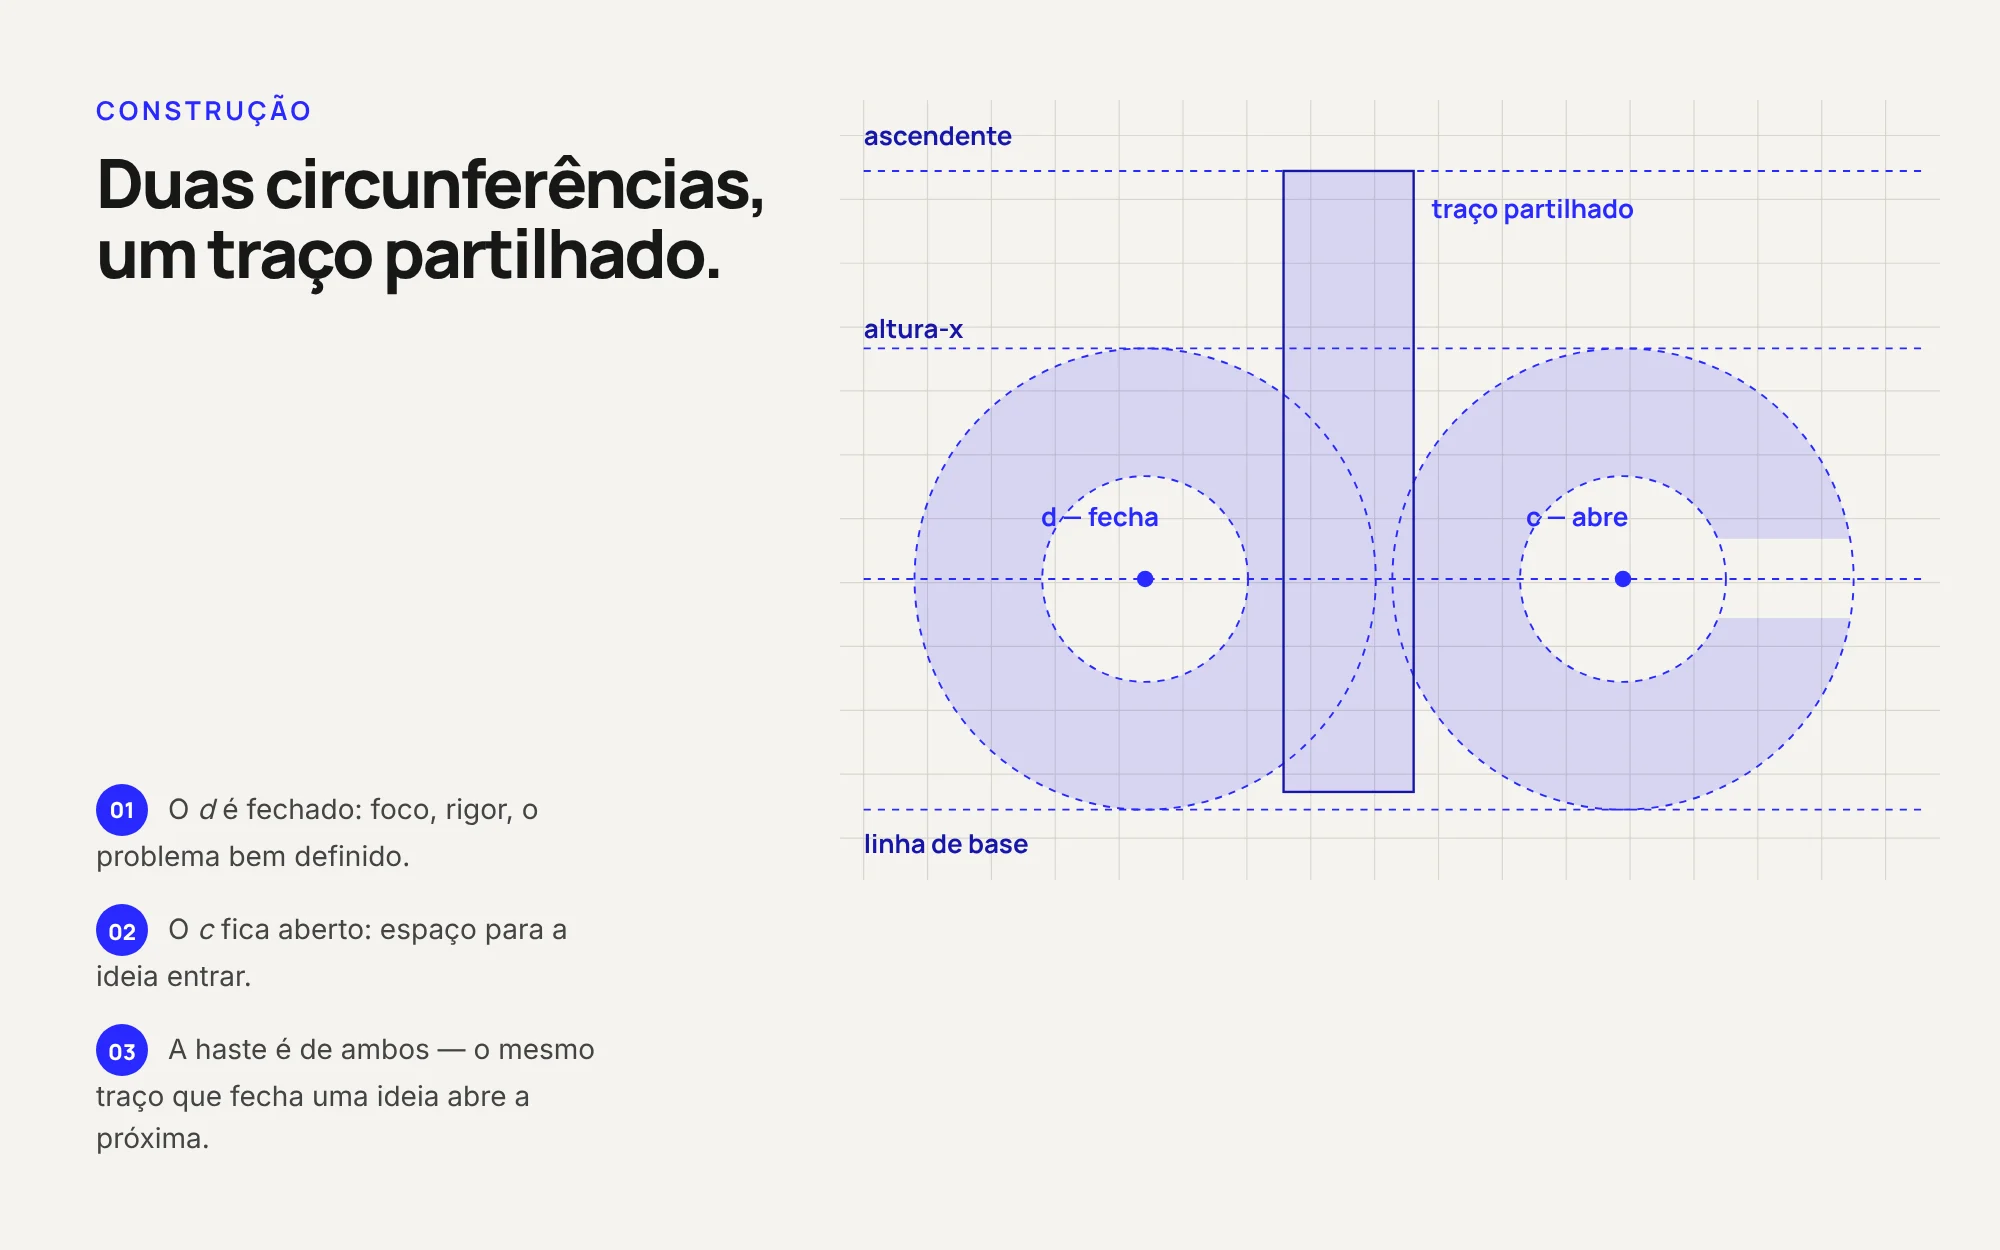 CONSTRUÇÃO
Duas circunferências,
um traço partilhado.
01 O d é fechado: foco, rigor, o
problema bem definido.
02 O c fica aberto: espaço para a
ideia entrar.
03 A haste é de ambos — o mesmo
traço que fecha uma ideia abre a
próxima.
ascendente
traço partilhado
altura-x
d — fecha
c — abre
linha de base